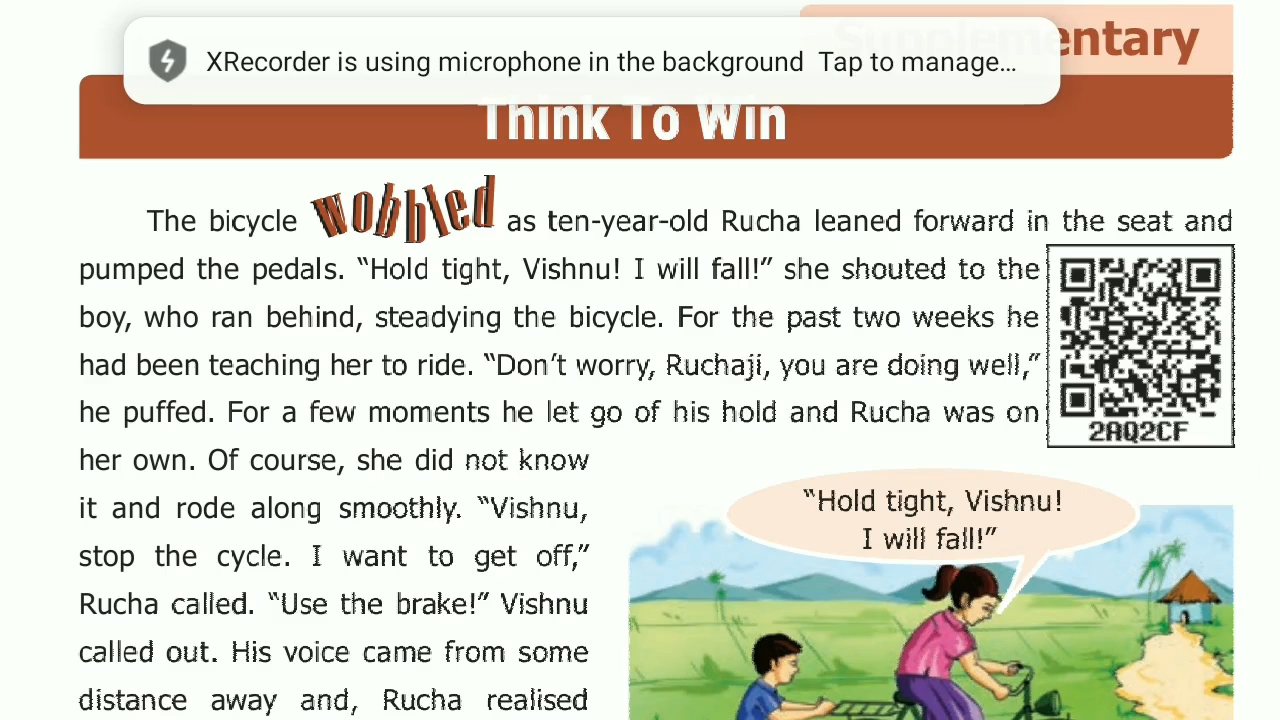 XRecorder is using microphone in the background Tap to manage...
entary
Think To Win
The bicycle wobbled as ten-year-old Rucha leaned forward in the seat and
pumped the pedals. “Hold tight, Vishnu! I will fall!” she shouted to the
boy, who ran behind, steadying the bicycle. For the past two weeks he
had been teaching her to ride. “Don’t worry, Ruchaji, you are doing well,”
he puffed. For a few moments he let go of his hold and Rucha was on
her own. Of course, she did not know
it and rode along smoothly. “Vishnu,
stop the cycle. I want to get off,”
Rucha called. “Use the brake!” Vishnu
called out. His voice came from some
distance away and, Rucha realised
2AQ2CF
“Hold tight, Vishnu!
I will fall!”